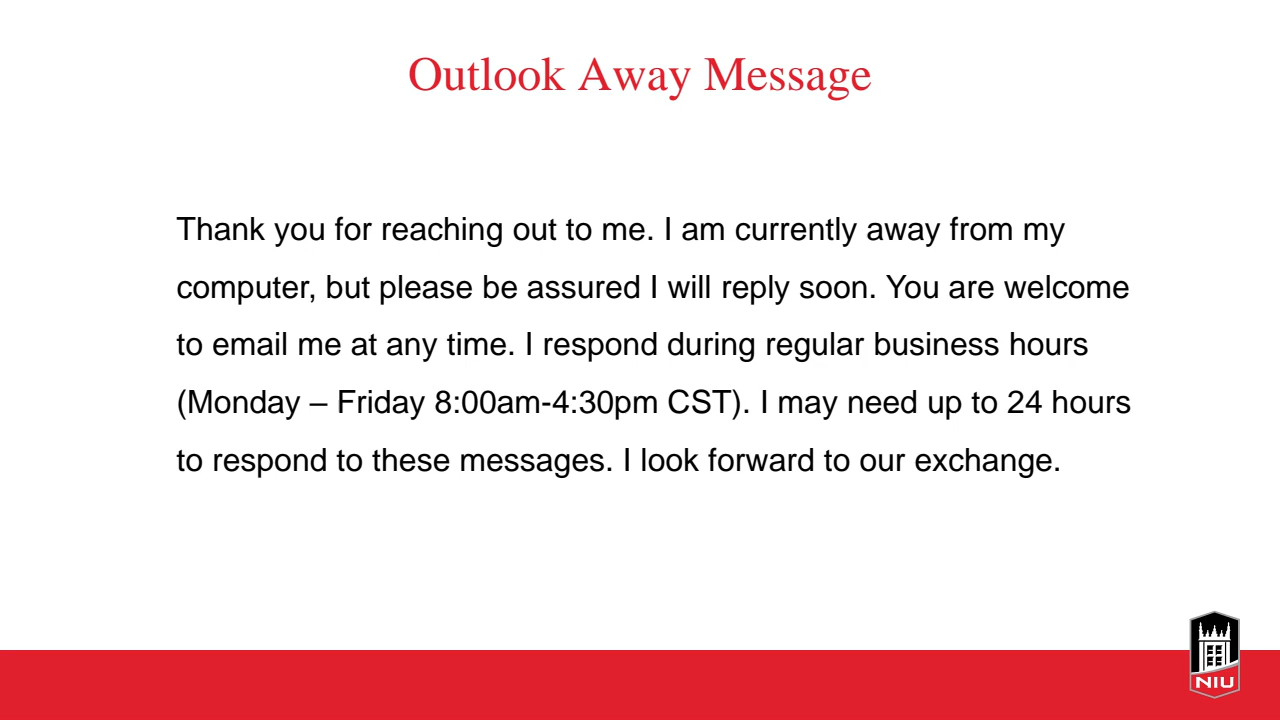 Outlook Away Message
Thank you for reaching out to me. I am currently away from my
computer, but please be assured I will reply soon. You are welcome
to email me at any time. I respond during regular business hours
(Monday – Friday 8:00am-4:30pm CST). I may need up to 24 hours
to respond to these messages. I look forward to our exchange.
NIU